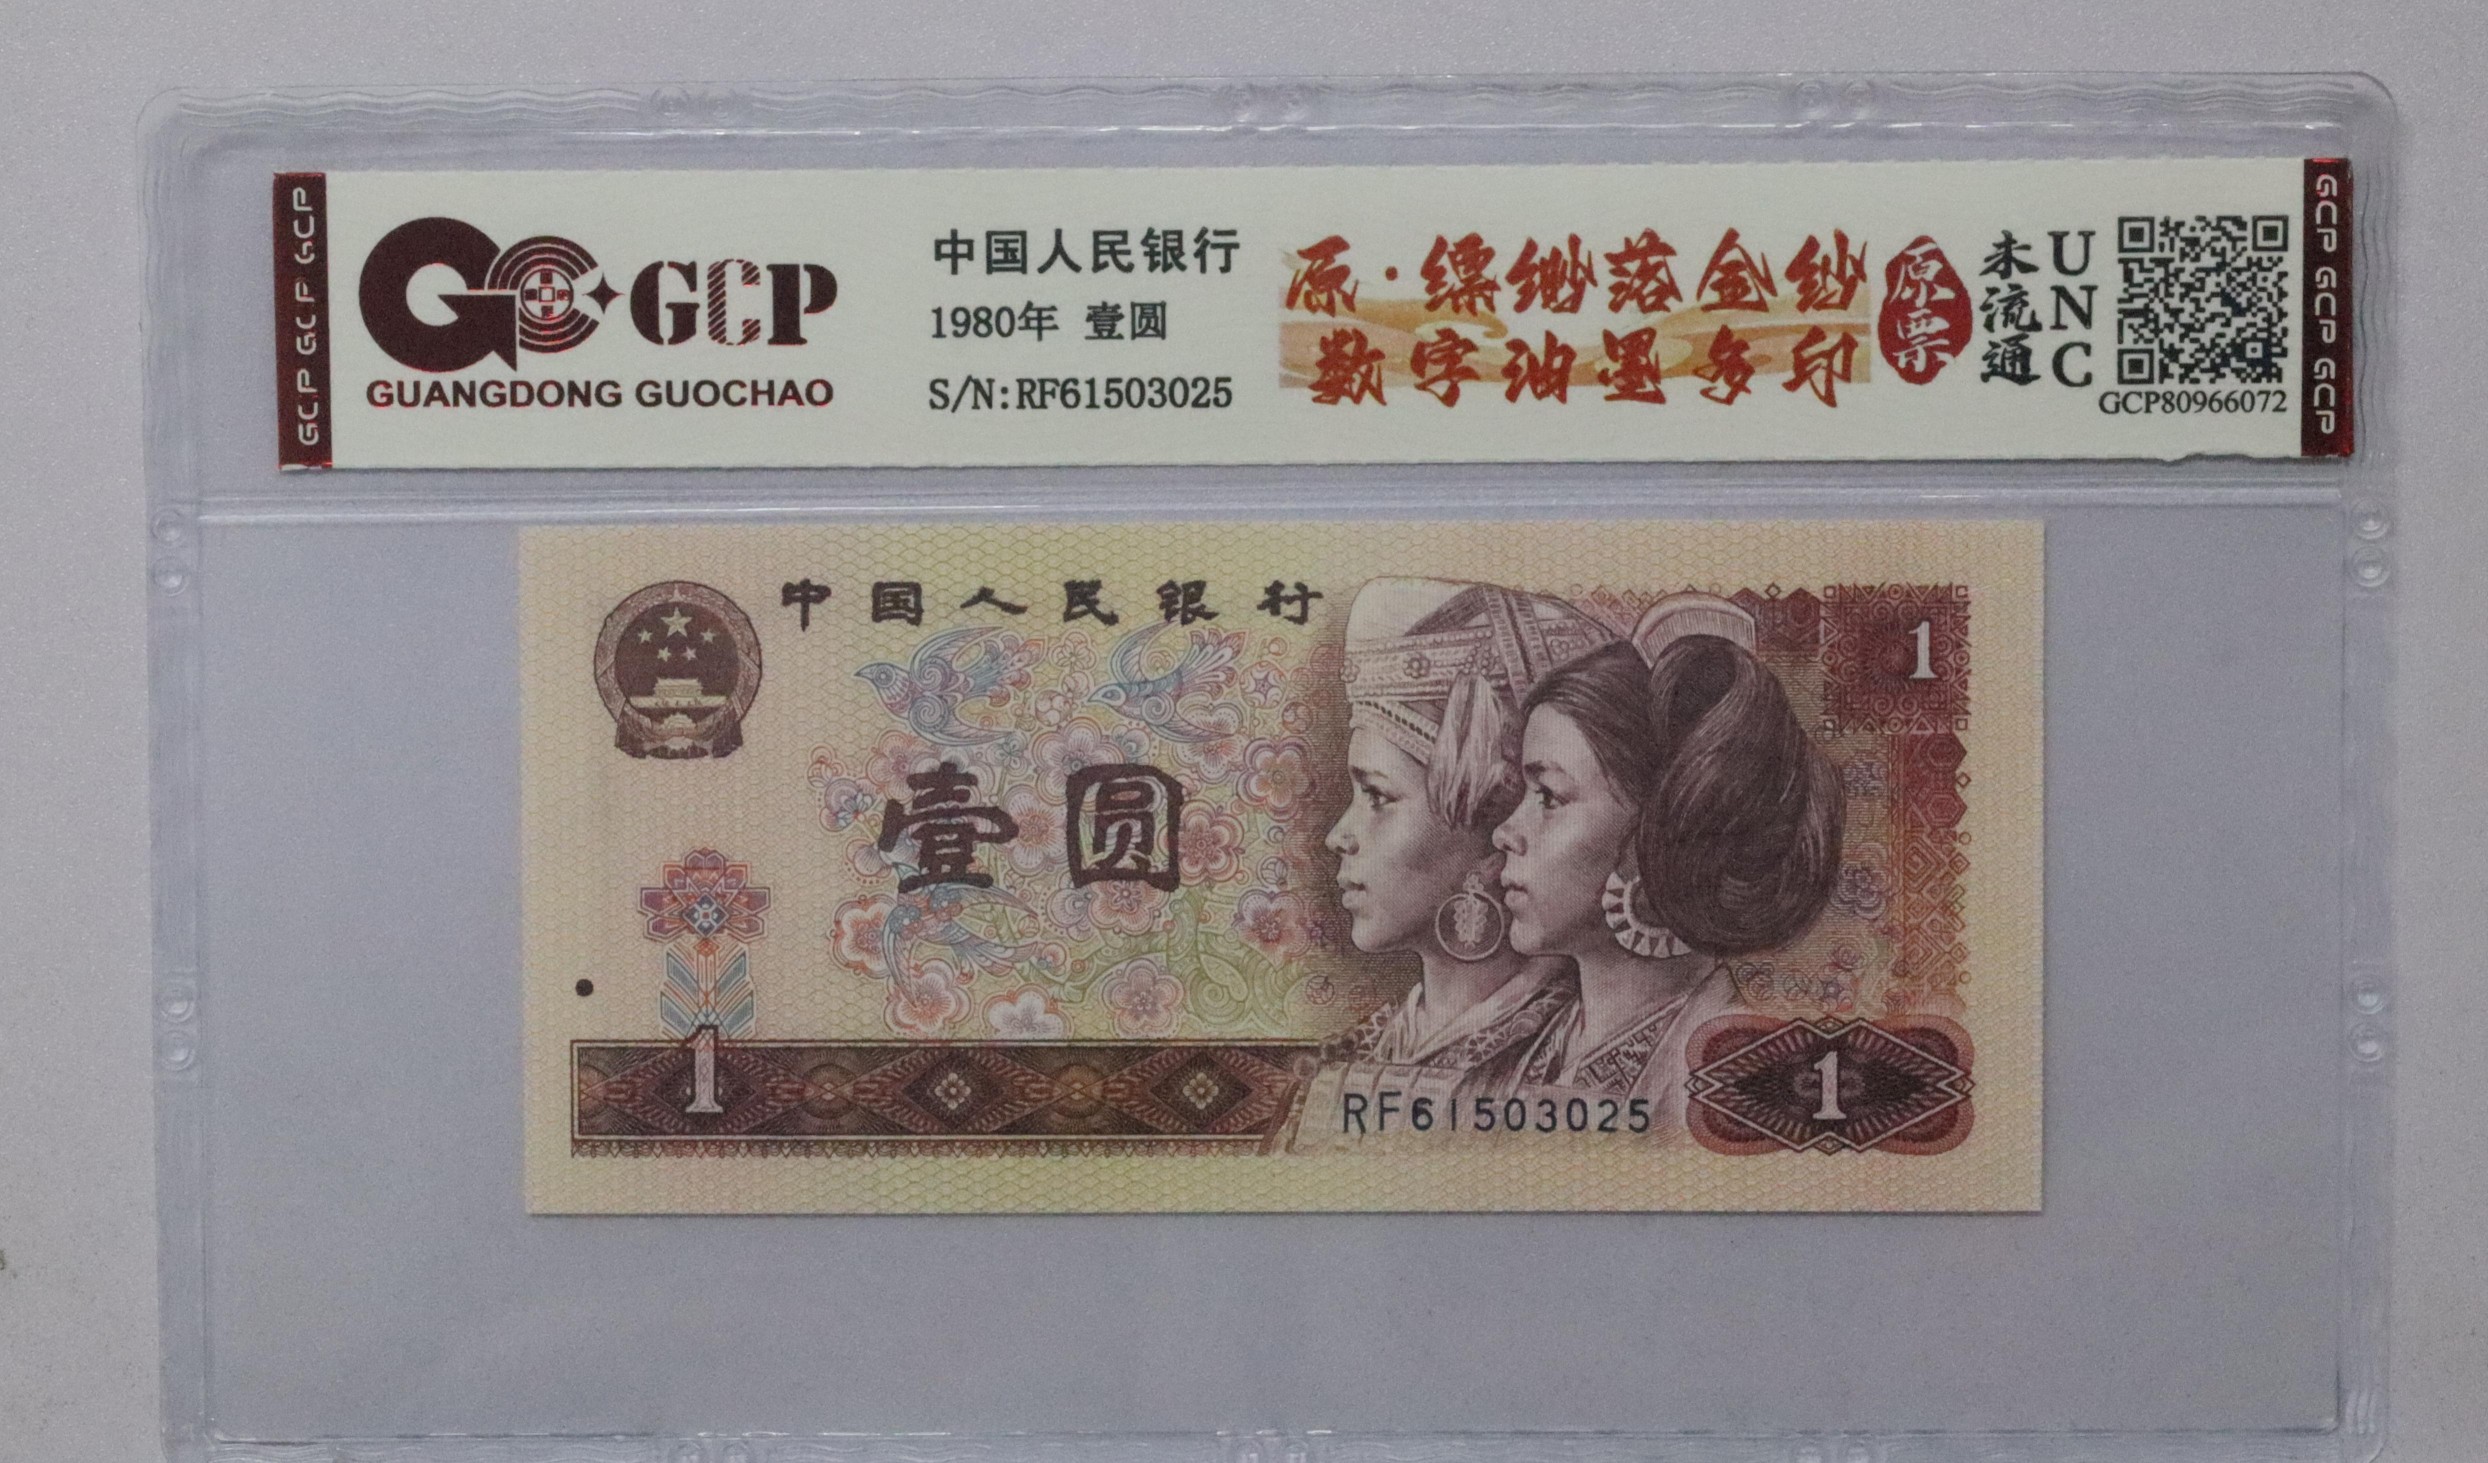 GCP GCP GCP
GCP
GUANGDONG GUOCHAO
中国人民银行
1980年 壹圆
S/N:RF61503025
原·缥缈落金纱
数字油墨多印
原票
未流通
UNC
GCP80966072
GCP GCP GCP
中国人民银行
1
壹圆
1
RF61503025
1